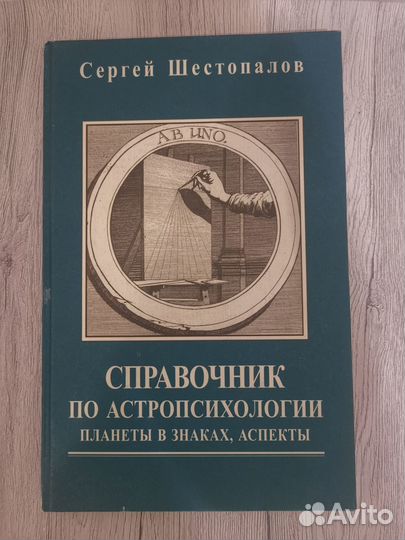 Сергей Шестопалов
AB UNO.
СПРАВОЧНИК
ПО АСТРОПСИХОЛОГИИ
ПЛАНЕТЫ В ЗНАКАХ, АСПЕКТЫ
Avito